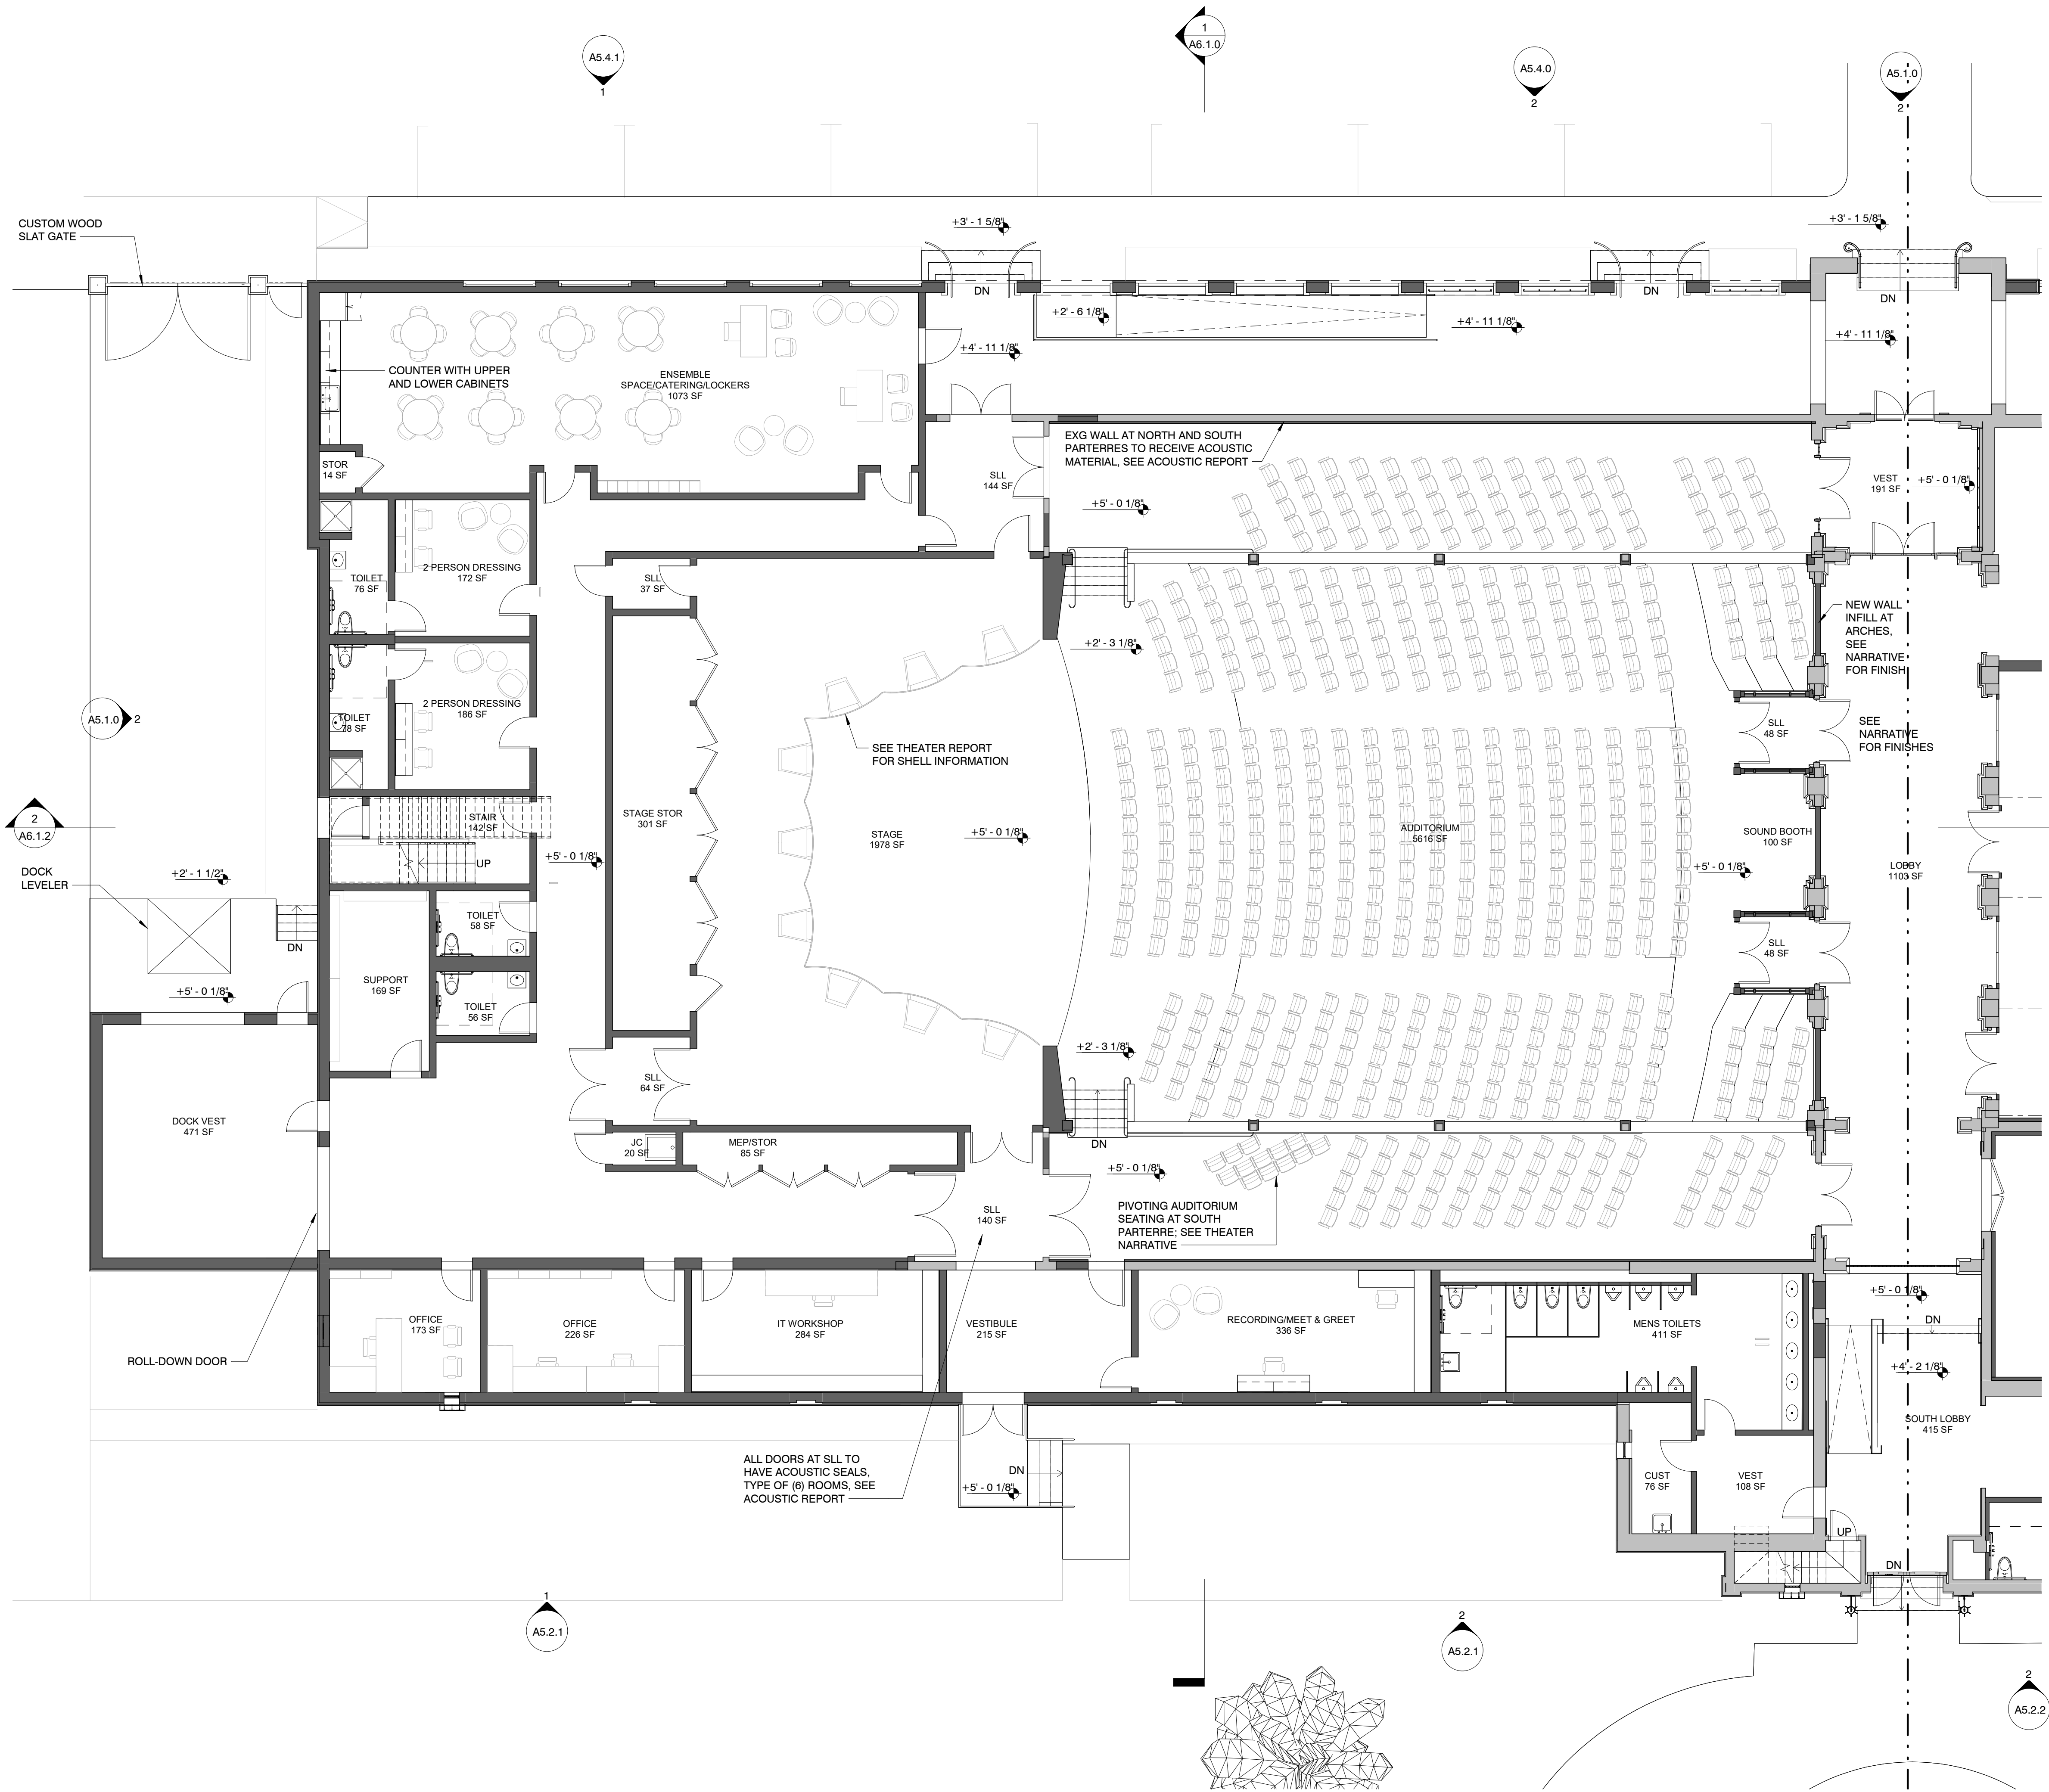 1
A6.1.0
A5.4.1
1
A5.4.0
2
A5.1.0
2
CUSTOM WOOD
SLAT GATE
+3' - 1 5/8"
+3' - 1 5/8"
DN
DN
DN
+2' - 6 1/8"
+4' - 11 1/8"
+4' - 11 1/8"
+4' - 11 1/8"
COUNTER WITH UPPER
AND LOWER CABINETS
ENSEMBLE
SPACE/CATERING/LOCKERS
1073 SF
EXG WALL AT NORTH AND SOUTH
PARTERRES TO RECEIVE ACOUSTIC
MATERIAL, SEE ACOUSTIC REPORT
STOR
14 SF
SLL
144 SF
VEST
191 SF
+5' - 0 1/8"
+5' - 0 1/8"
2 PERSON DRESSING
172 SF
TOILET
76 SF
SLL
37 SF
NEW WALL
INFILL AT
ARCHES,
SEE
NARRATIVE
FOR FINISH
+2' - 3 1/8"
2 PERSON DRESSING
186 SF
TOILET
78 SF
A5.1.0
2
SEE THEATER REPORT
FOR SHELL INFORMATION
SLL
48 SF
SEE
NARRATIVE
FOR FINISHES
2
A6.1.2
STAIR
142 SF
UP
STAGE STOR
301 SF
STAGE
1978 SF
+5' - 0 1/8"
AUDITORIUM
5616 SF
SOUND BOOTH
100 SF
+5' - 0 1/8"
+5' - 0 1/8"
LOBBY
1103 SF
DOCK
LEVELER
+2' - 1 1/2"
DN
TOILET
58 SF
SLL
48 SF
SUPPORT
169 SF
+5' - 0 1/8"
TOILET
56 SF
+2' - 3 1/8"
SLL
64 SF
DOCK VEST
471 SF
JC
20 SF
MEP/STOR
85 SF
DN
+5' - 0 1/8"
SLL
140 SF
PIVOTING AUDITORIUM
SEATING AT SOUTH
PARTERRE; SEE THEATER
NARRATIVE
+5' - 0 1/8"
DN
OFFICE
173 SF
OFFICE
226 SF
IT WORKSHOP
284 SF
VESTIBULE
215 SF
RECORDING/MEET & GREET
336 SF
MENS TOILETS
411 SF
ROLL-DOWN DOOR
+4' - 2 1/8"
SOUTH LOBBY
415 SF
ALL DOORS AT SLL TO
HAVE ACOUSTIC SEALS,
TYPE OF (6) ROOMS, SEE
ACOUSTIC REPORT
DN
+5' - 0 1/8"
CUST
76 SF
VEST
108 SF
UP
DN
1
A5.2.1
2
A5.2.1
2
A5.2.2